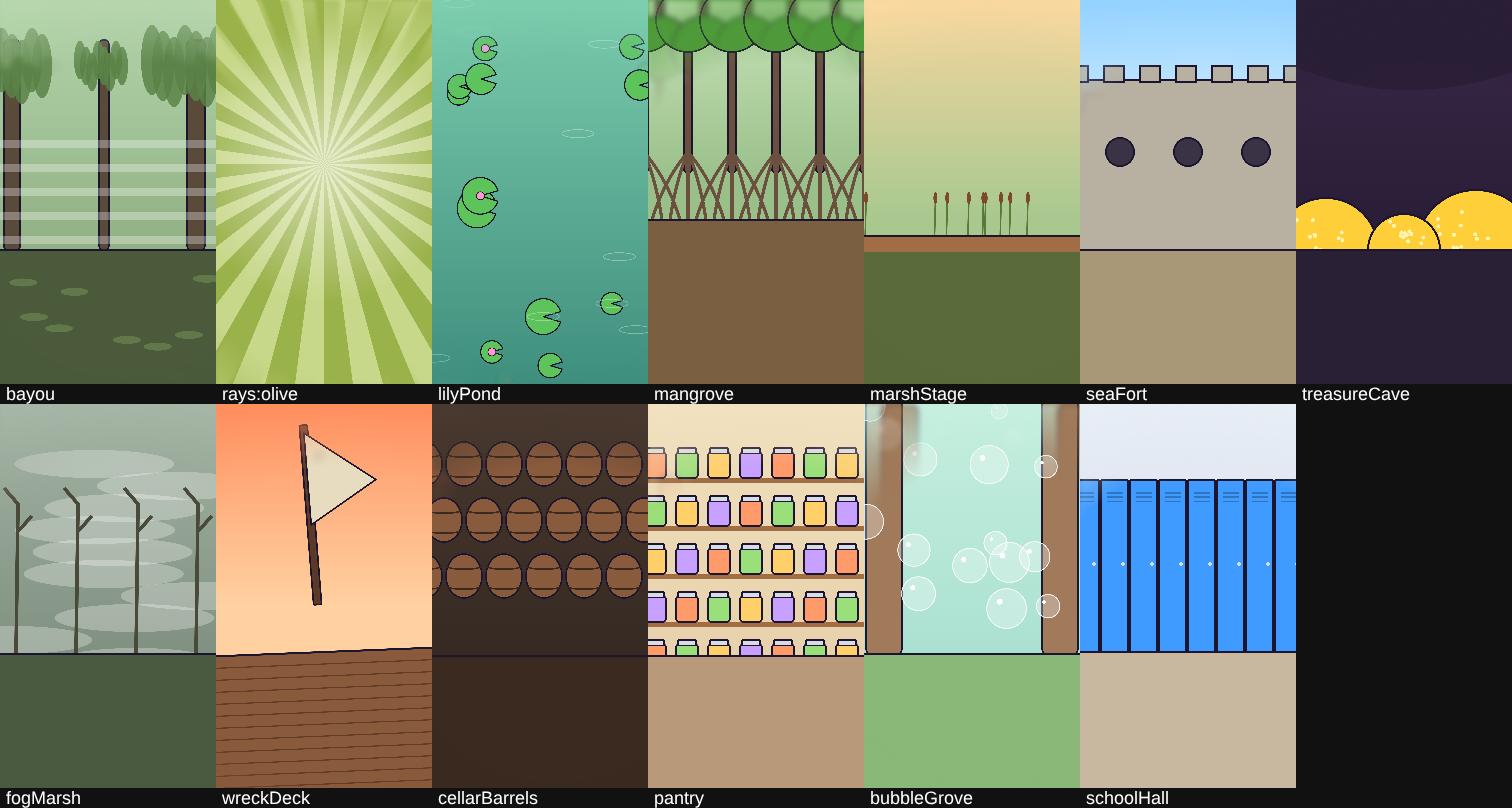 bayou
rays:olive
lilyPond
mangrove
marshStage
seaFort
treasureCave
fogMarsh
wreckDeck
cellarBarrels
pantry
bubbleGrove
schoolHall